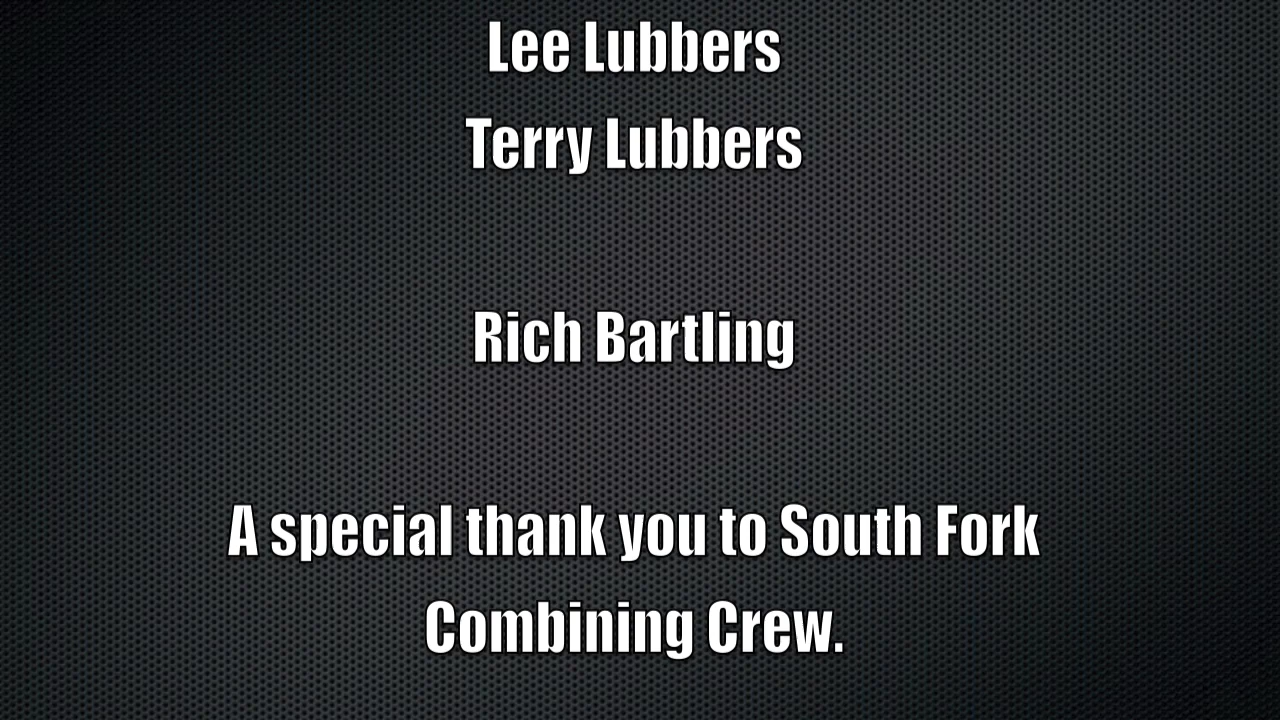 Lee Lubbers
Terry Lubbers
Rich Bartling
A special thank you to South Fork
Combining Crew.